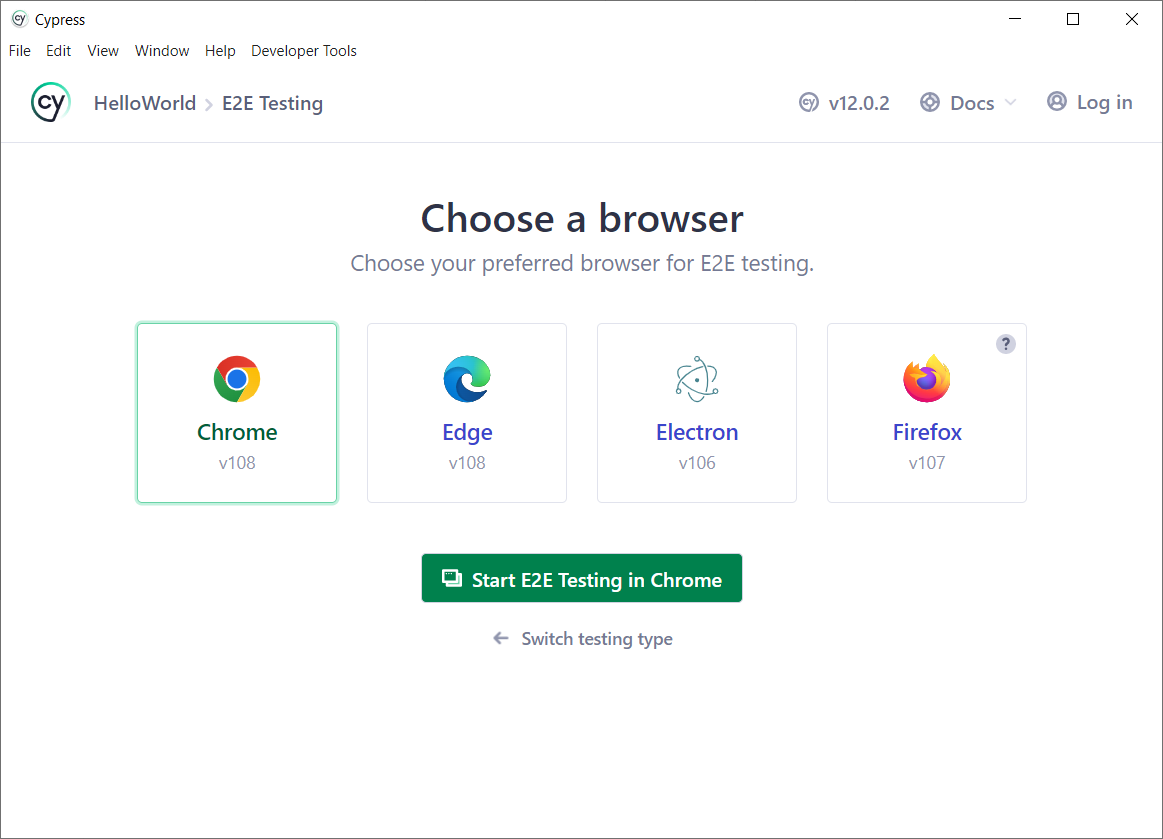 cy Cypress
File Edit View Window Help Developer Tools
cy HelloWorld > E2E Testing cy v12.0.2 Docs Log in
Choose a browser
Choose your preferred browser for E2E testing.
?
Chrome Edge Electron Firefox
v108 v108 v106 v107
Start E2E Testing in Chrome
← Switch testing type